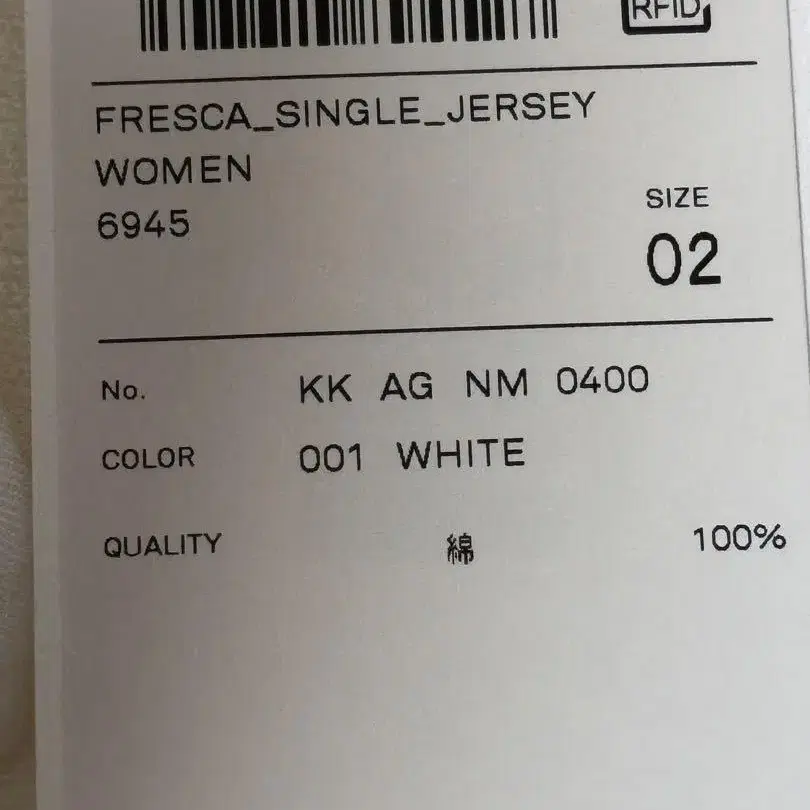 RFID
FRESCA_SINGLE_JERSEY
WOMEN
6945
SIZE
02
No. KK AG NM 0400
COLOR 001 WHITE
QUALITY 綿 100%